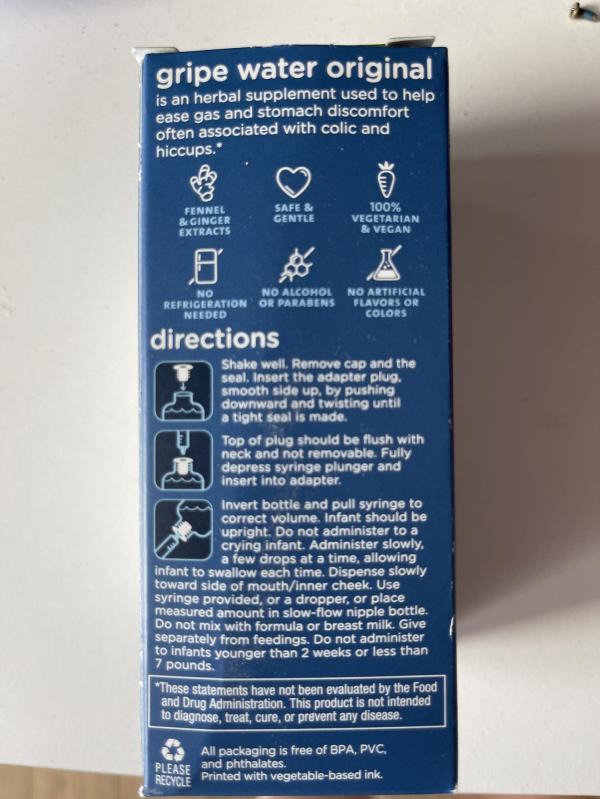 gripe water original
is an herbal supplement used to help
ease gas and stomach discomfort
often associated with colic and
hiccups.*
FENNEL
& GINGER
EXTRACTS
SAFE &
GENTLE
100%
VEGETARIAN
& VEGAN
NO
REFRIGERATION
NEEDED
NO ALCOHOL
OR PARABENS
NO ARTIFICIAL
FLAVORS OR
COLORS
directions
Shake well. Remove cap and the
seal. Insert the adapter plug,
smooth side up, by pushing
downward and twisting until
a tight seal is made.
Top of plug should be flush with
neck and not removable. Fully
depress syringe plunger and
insert into adapter.
Invert bottle and pull syringe to
correct volume. Infant should be
upright. Do not administer to a
crying infant. Administer slowly,
a few drops at a time, allowing
infant to swallow each time. Dispense slowly
toward side of mouth/inner cheek. Use
syringe provided, or a dropper, or place
measured amount in slow-flow nipple bottle.
Do not mix with formula or breast milk. Give
separately from feedings. Do not administer
to infants younger than 2 weeks or less than
7 pounds.
*These statements have not been evaluated by the Food
and Drug Administration. This product is not intended
to diagnose, treat, cure, or prevent any disease.
PLEASE
RECYCLE
All packaging is free of BPA, PVC,
and phthalates.
Printed with vegetable-based ink.